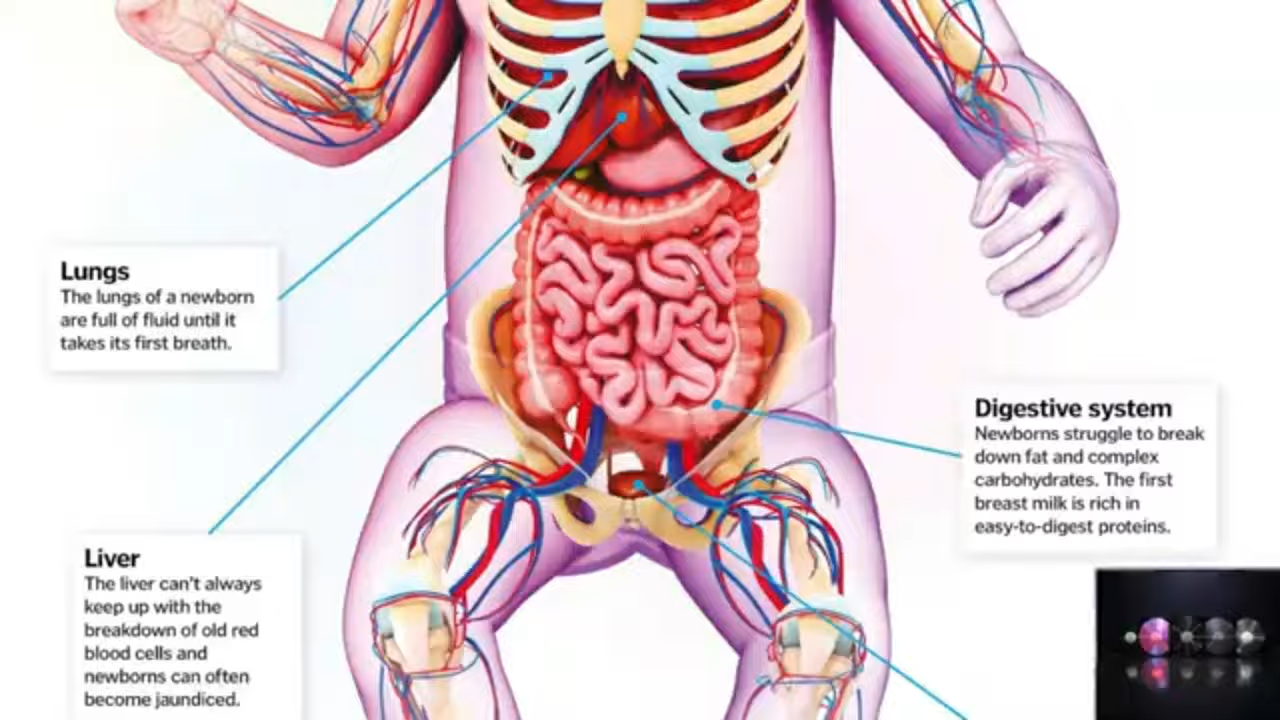 Lungs
The lungs of a newborn
are full of fluid until it
takes its first breath.
Liver
The liver can't always
keep up with the
breakdown of old red
blood cells and
newborns can often
become jaundiced.
Digestive system
Newborns struggle to break
down fat and complex
carbohydrates. The first
breast milk is rich in
easy-to-digest proteins.